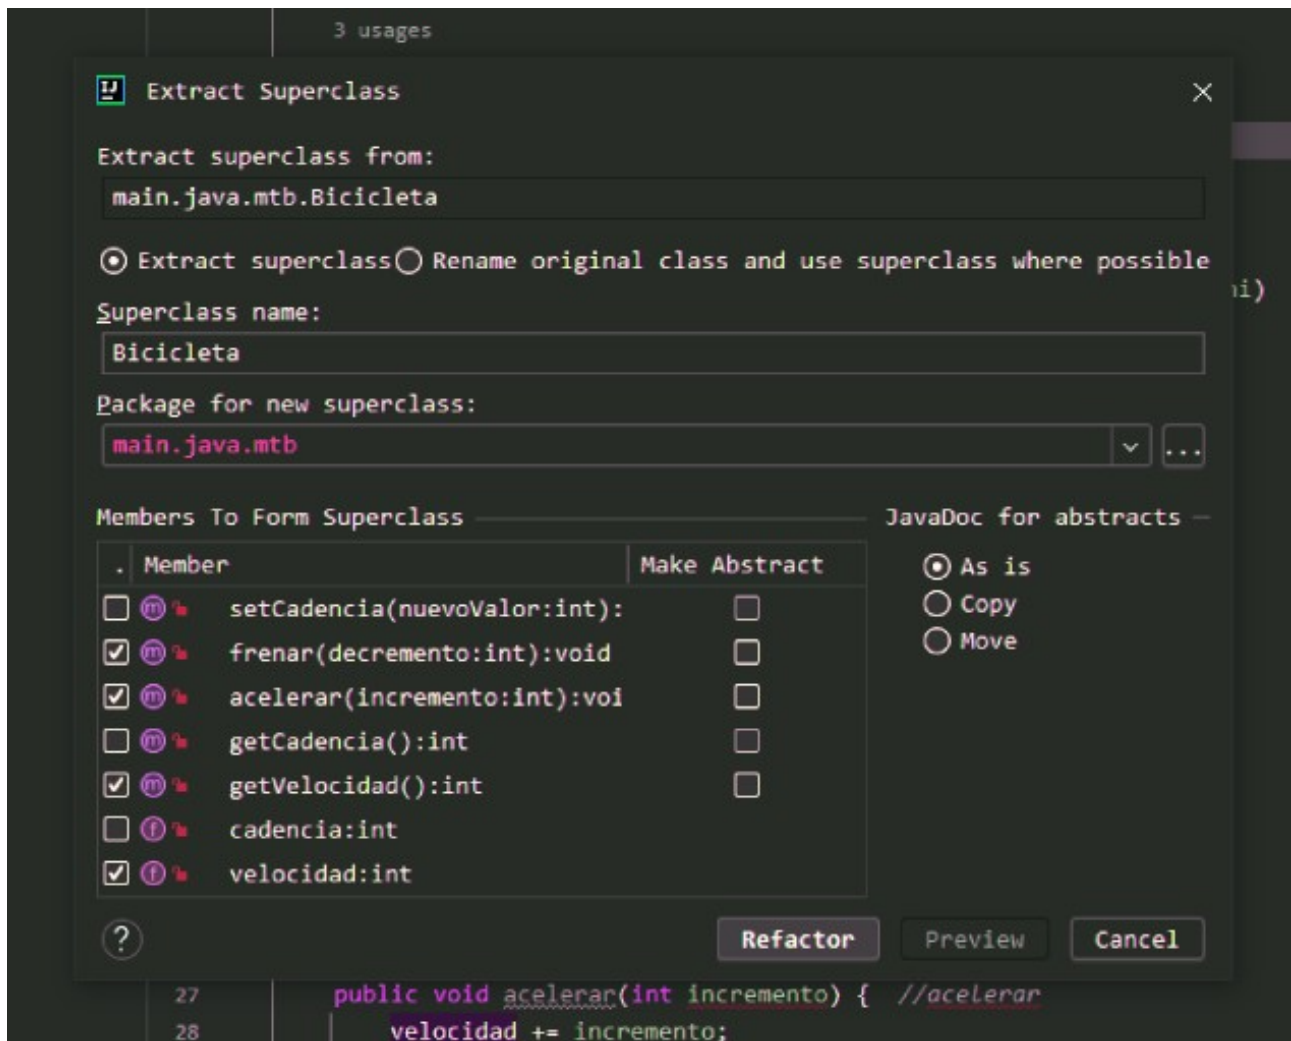 3 usages
Extract Superclass
Extract superclass from:
main.java.mtb.Bicicleta
Extract superclass Rename original class and use superclass where possible
ni)
Superclass name:
Bicicleta
Package for new superclass:
main.java.mtb
...
Members To Form Superclass JavaDoc for abstracts
. Member Make Abstract
As is
setCadencia(nuevoValor:int):
Copy
frenar(decremento:int):void
Move
acelerar(incremento:int):voi
getCadencia():int
getVelocidad():int
cadencia:int
velocidad:int
? Refactor Preview Cancel
27 public void acelerar(int incremento) { //acelerar
28 velocidad += incremento;